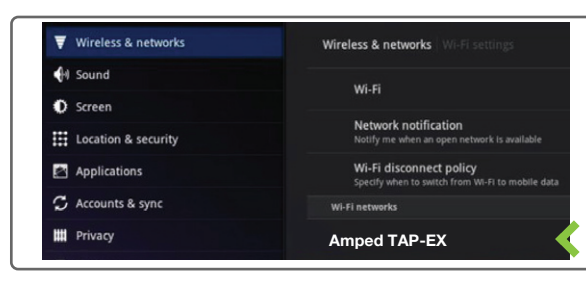 Wireless & networks
Sound
Screen
Location & security
Applications
Accounts & sync
Privacy
Wireless & networks Wi-Fi settings
Wi-Fi
Network notification
Notify me when an open network is available
Wi-Fi disconnect policy
Specify when to switch from Wi-Fi to mobile data
Wi-Fi networks
Amped TAP-EX